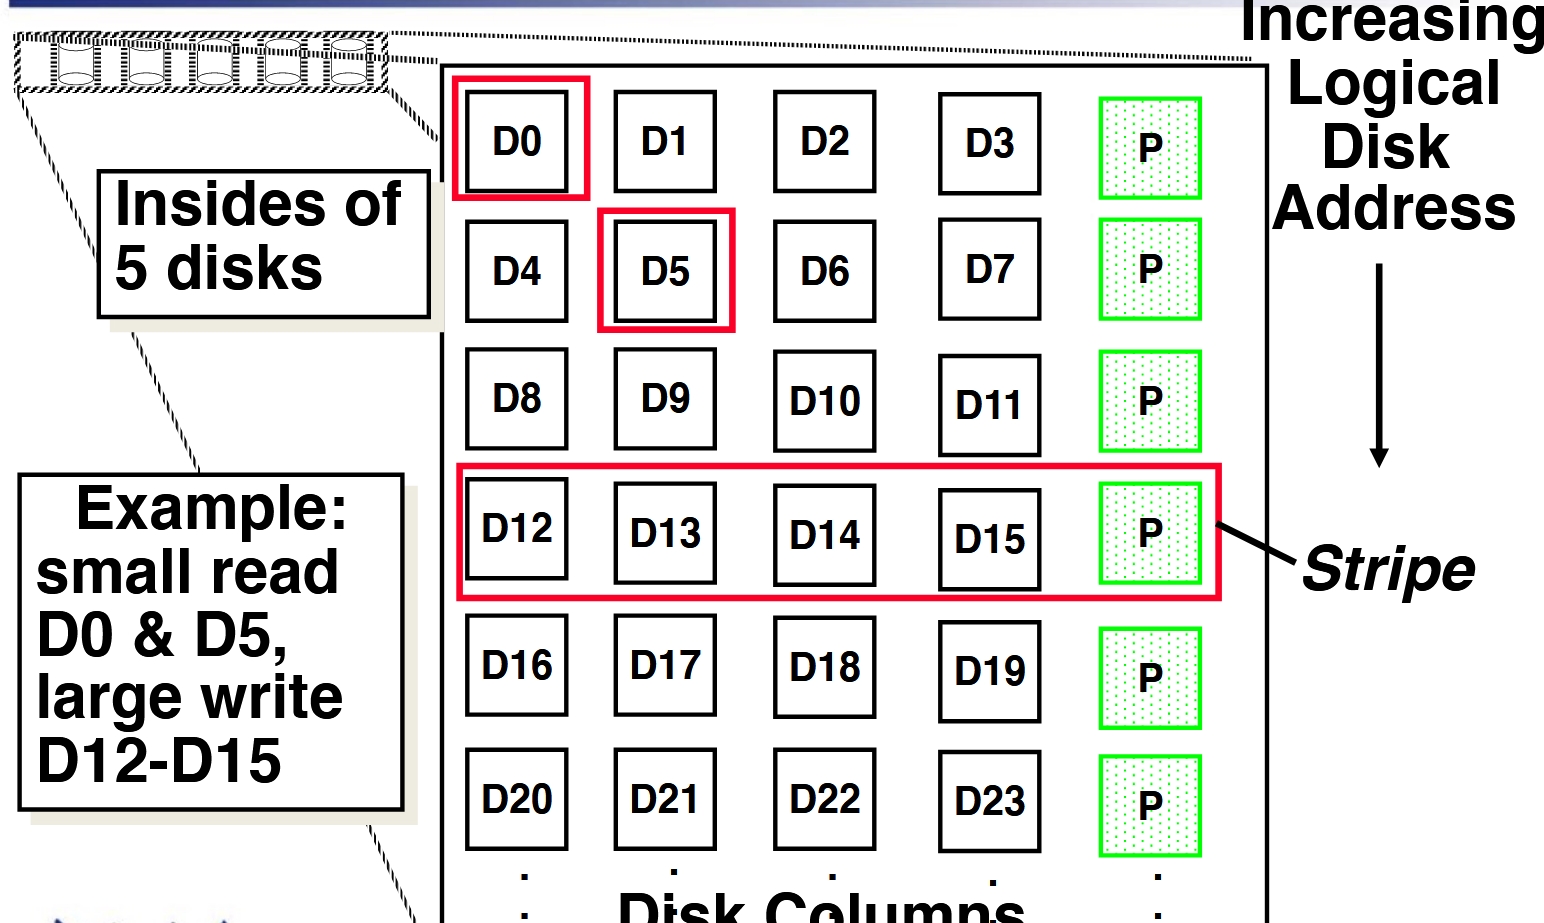 Increasing
Logical
Disk
Address
Insides of
5 disks
D0 D1 D2 D3 P
D4 D5 D6 D7 P
D8 D9 D10 D11 P
D12 D13 D14 D15 P
Stripe
D16 D17 D18 D19 P
D20 D21 D22 D23 P
Example:
small read
D0 & D5,
large write
D12-D15
Disk Columns